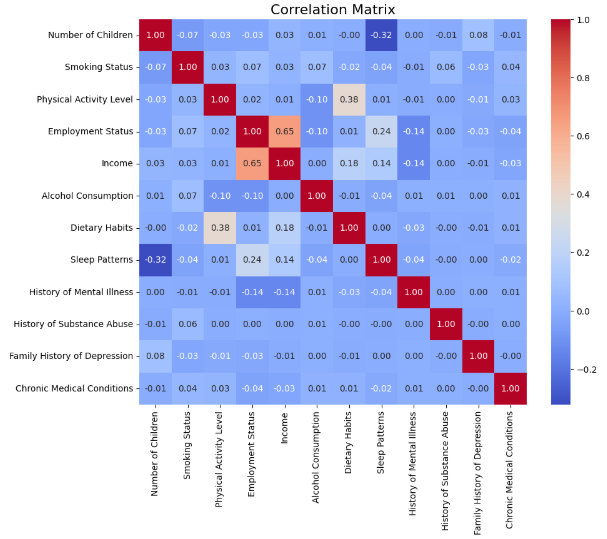 Correlation Matrix
Number of Children 1.00 -0.07 -0.03 -0.03 0.03 0.01 -0.00 -0.32 0.00 -0.01 0.08 -0.01
Smoking Status -0.07 1.00 0.03 0.07 0.03 0.07 -0.02 -0.04 -0.01 0.06 -0.03 0.04
Physical Activity Level -0.03 0.03 1.00 0.02 0.01 -0.10 0.38 0.01 -0.01 0.00 -0.01 0.03
Employment Status -0.03 0.07 0.02 1.00 0.65 -0.10 0.01 0.24 -0.14 0.00 -0.03 -0.04
Income 0.03 0.03 0.01 0.65 1.00 0.00 0.18 0.14 -0.14 0.00 -0.01 -0.03
Alcohol Consumption 0.01 0.07 -0.10 -0.10 0.00 1.00 -0.01 -0.04 0.01 0.01 0.00 0.01
Dietary Habits -0.00 -0.02 0.38 0.01 0.18 -0.01 1.00 0.00 -0.03 -0.00 0.00 0.01
Sleep Patterns -0.32 -0.04 0.01 0.24 0.14 -0.04 0.00 1.00 -0.04 -0.00 0.00 -0.02
History of Mental Illness 0.00 -0.01 -0.01 -0.14 -0.14 0.01 -0.03 -0.04 1.00 0.00 0.00 0.01
History of Substance Abuse -0.01 0.06 0.00 0.00 0.00 0.01 -0.00 -0.00 0.00 1.00 -0.00 0.00
Family History of Depression 0.08 -0.03 -0.01 -0.03 -0.01 0.00 0.00 0.00 0.00 -0.00 1.00 -0.00
Chronic Medical Conditions -0.01 0.04 0.03 -0.04 -0.03 0.01 0.01 -0.02 0.01 0.00 -0.00 1.00
Number of Children
Smoking Status
Physical Activity Level
Employment Status
Income
Alcohol Consumption
Dietary Habits
Sleep Patterns
History of Mental Illness
History of Substance Abuse
Family History of Depression
Chronic Medical Conditions
1.0
0.8
0.6
0.4
0.2
0.0
-0.2